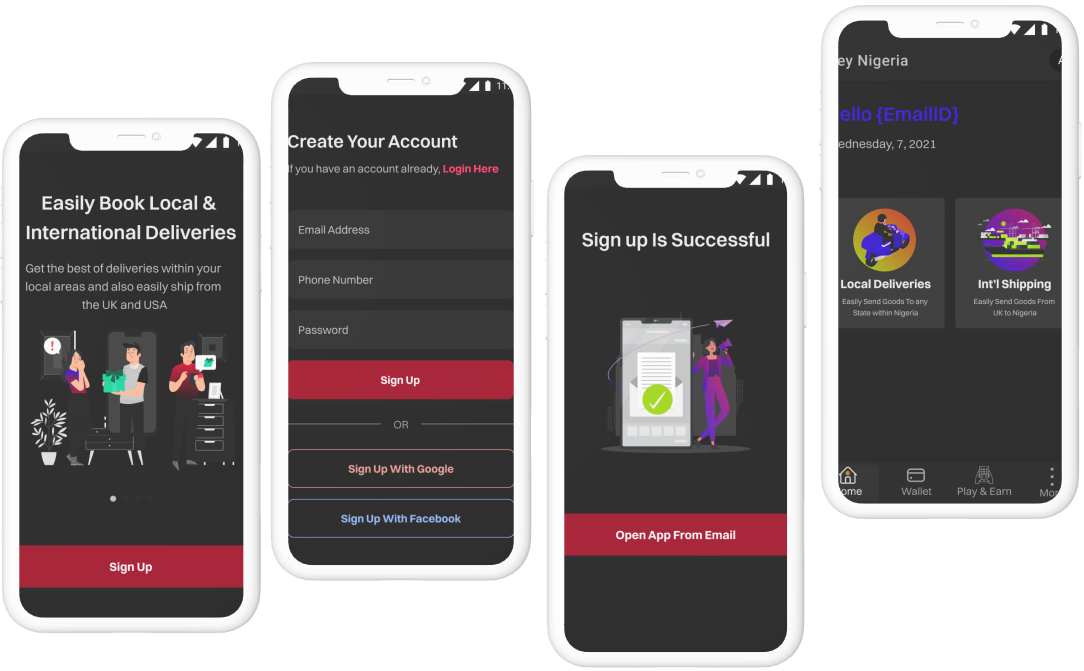 Easily Book Local &
International Deliveries
Get the best of deliveries within your
local areas and also easily ship from
the UK and USA
Sign Up
11
Create Your Account
If you have an account already, Login Here
Email Address
Phone Number
Password
Sign Up
OR
Sign Up With Google
Sign Up With Facebook
Sign up Is Successful
Open App From Email
ey Nigeria
ello {EmailID}
ednesday, 7, 2021
Local Deliveries
Easily Send Goods To any
State within Nigeria
Int'l Shipping
Easily Send Goods From
UK to Nigeria
ome
Wallet
Play & Earn
Mo